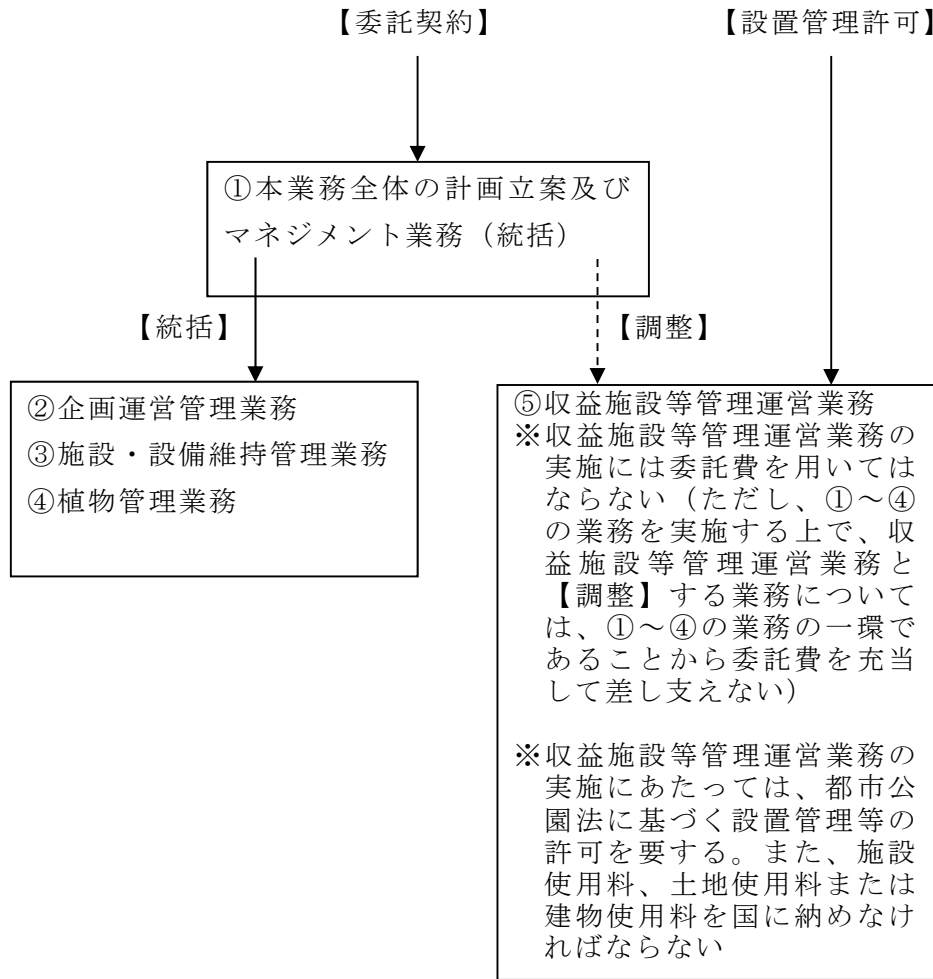 【委託契約】
【設置管理許可】
①本業務全体の計画立案及び
マネジメント業務（統括）
【統括】
【調整】
②企画運営管理業務
③施設・設備維持管理業務
④植物管理業務
⑤収益施設等管理運営業務
※収益施設等管理運営業務の
実施には委託費を用いては
ならない（ただし、①～④
の業務を実施する上で、収
益施設等管理運営業務と
【調整】する業務について
は、①～④の業務の一環で
あることから委託費を充当
して差し支えない）
※収益施設等管理運営業務の
実施にあたっては、都市公
園法に基づく設置管理等の
許可を要する。また、施設
使用料、土地使用料または
建物使用料を国に納めなけ
ればならない